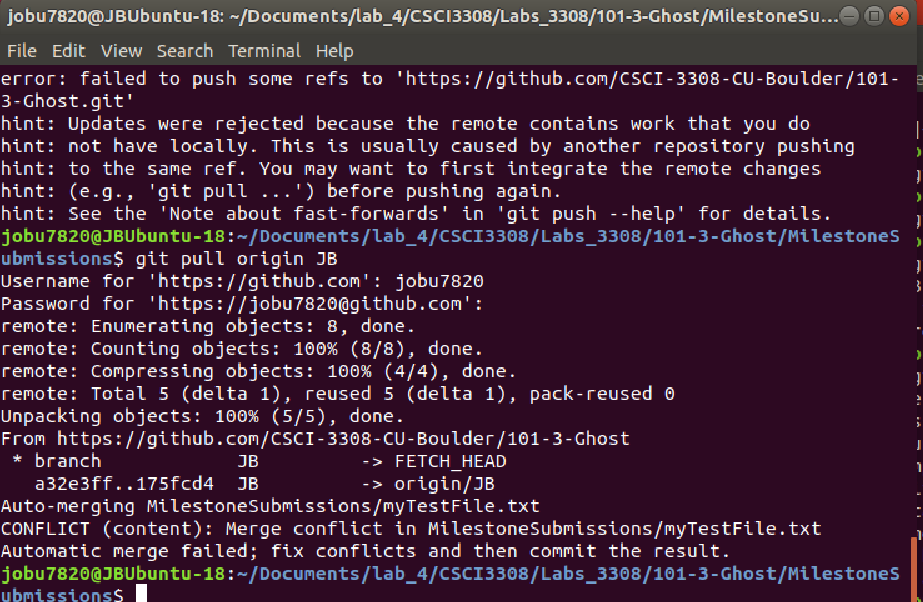 jobu7820@JBUbuntu-18: ~/Documents/lab_4/CSCI3308/Labs_3308/101-3-Ghost/MilestoneSu...
File Edit View Search Terminal Help
error: failed to push some refs to 'https://github.com/CSCI-3308-CU-Boulder/101-
3-Ghost.git'
hint: Updates were rejected because the remote contains work that you do
hint: not have locally. This is usually caused by another repository pushing
hint: to the same ref. You may want to first integrate the remote changes
hint: (e.g., 'git pull ...') before pushing again.
hint: See the 'Note about fast-forwards' in 'git push --help' for details.
jobu7820@JBUbuntu-18:~/Documents/lab_4/CSCI3308/Labs_3308/101-3-Ghost/MilestoneS
ubmissions$ git pull origin JB
Username for 'https://github.com': jobu7820
Password for 'https://jobu7820@github.com':
remote: Enumerating objects: 8, done.
remote: Counting objects: 100% (8/8), done.
remote: Compressing objects: 100% (4/4), done.
remote: Total 5 (delta 1), reused 5 (delta 1), pack-reused 0
Unpacking objects: 100% (5/5), done.
From https://github.com/CSCI-3308-CU-Boulder/101-3-Ghost
 * branch            JB         -> FETCH_HEAD
   a32e3ff..175fcd4  JB         -> origin/JB
Auto-merging MilestoneSubmissions/myTestFile.txt
CONFLICT (content): Merge conflict in MilestoneSubmissions/myTestFile.txt
Automatic merge failed; fix conflicts and then commit the result.
jobu7820@JBUbuntu-18:~/Documents/lab_4/CSCI3308/Labs_3308/101-3-Ghost/MilestoneS
ubmissions$